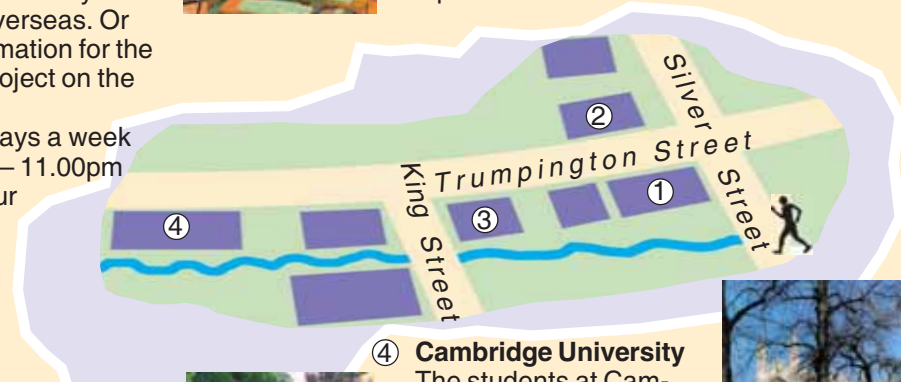 verseas. Or
mation for the
oject on the
ays a week
– 11.00pm
ur
Silver Street
Trumpington Street
King Street
②
①
③
④
④ Cambridge University
The students at Cam-